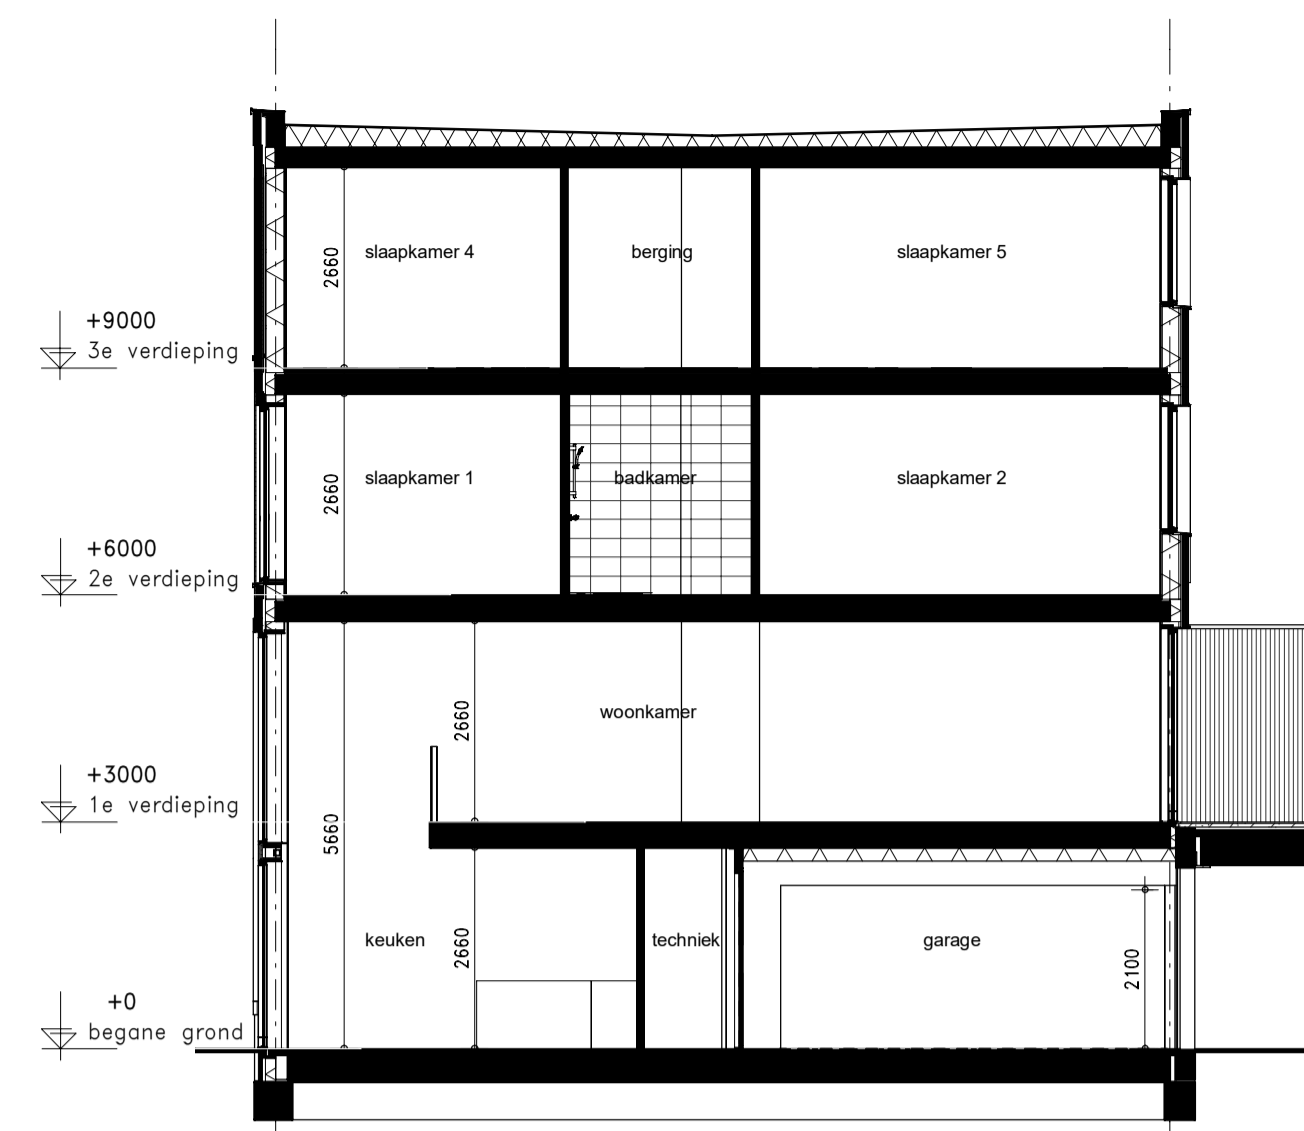 slaapkamer 4
berging
slaapkamer 5
2660
+9000
3e verdieping
slaapkamer 1
badkamer
slaapkamer 2
2660
+6000
2e verdieping
woonkamer
2660
+3000
1e verdieping
5660
keuken
2660
techniek
garage
2100
+0
begane grond